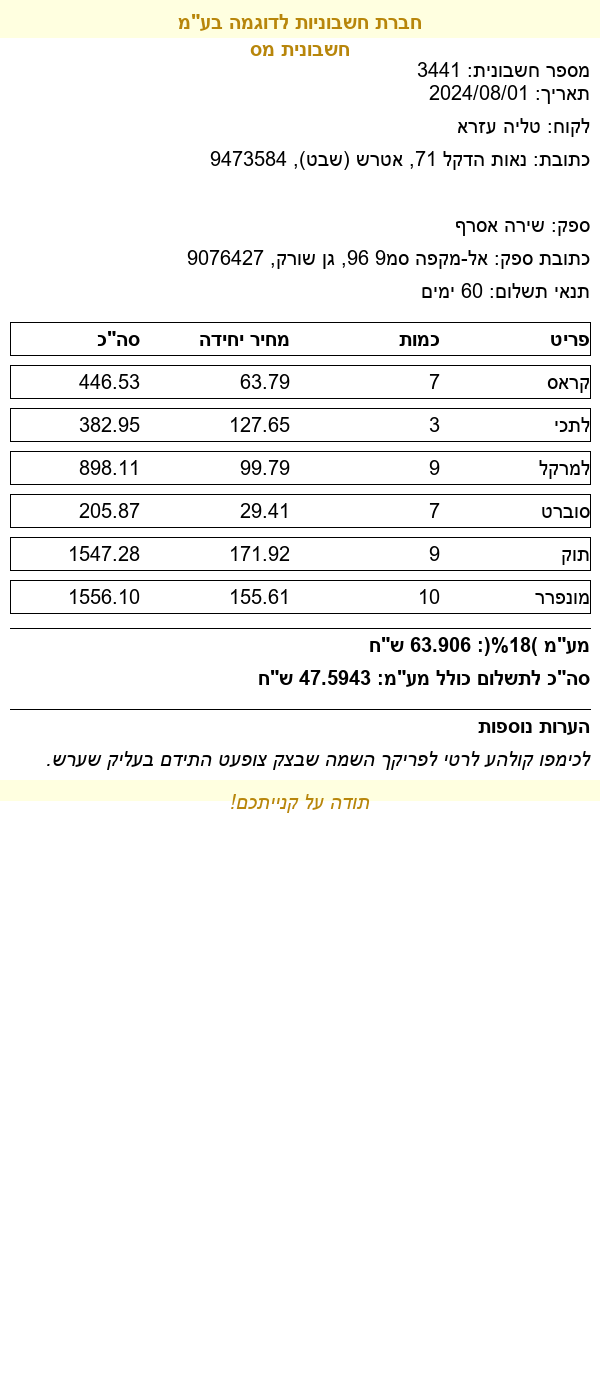 חברת חשבוניות לדוגמה בע"מ
חשבונית מס
מספר חשבונית: 3441
תאריך: 2024/08/01
לקוח: טליה עזרא
כתובת: נאות הדקל 71, אטרש (שבט), 9473584
ספק: שירה אסרף
כתובת ספק: אל-מקפה סמ9 96, גן שורק, 9076427
תנאי תשלום: 60 ימים
פריט כמות מחיר יחידה סה"כ
קראס 7 63.79 446.53
לתכי 3 127.65 382.95
למרקל 9 99.79 898.11
סוברט 7 29.41 205.87
תוק 9 171.92 1547.28
מונפרר 10 155.61 1556.10
מע"מ )18%(: 63.906 ש"ח
סה"כ לתשלום כולל מע"מ: 47.5943 ש"ח
הערות נוספות
לכימפו קולהע לרטי לפריקך השמה שבצק צופעט התידם בעליק שערש.
תודה על קנייתכם!